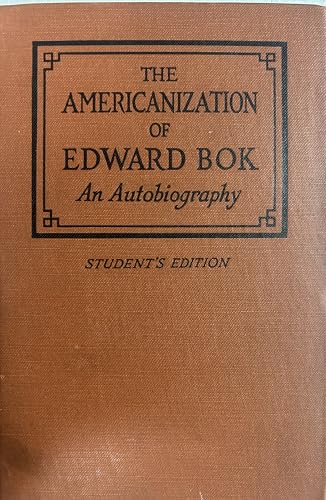 THE
AMERICANIZATION
OF
EDWARD BOK
An Autobiography
STUDENT'S EDITION